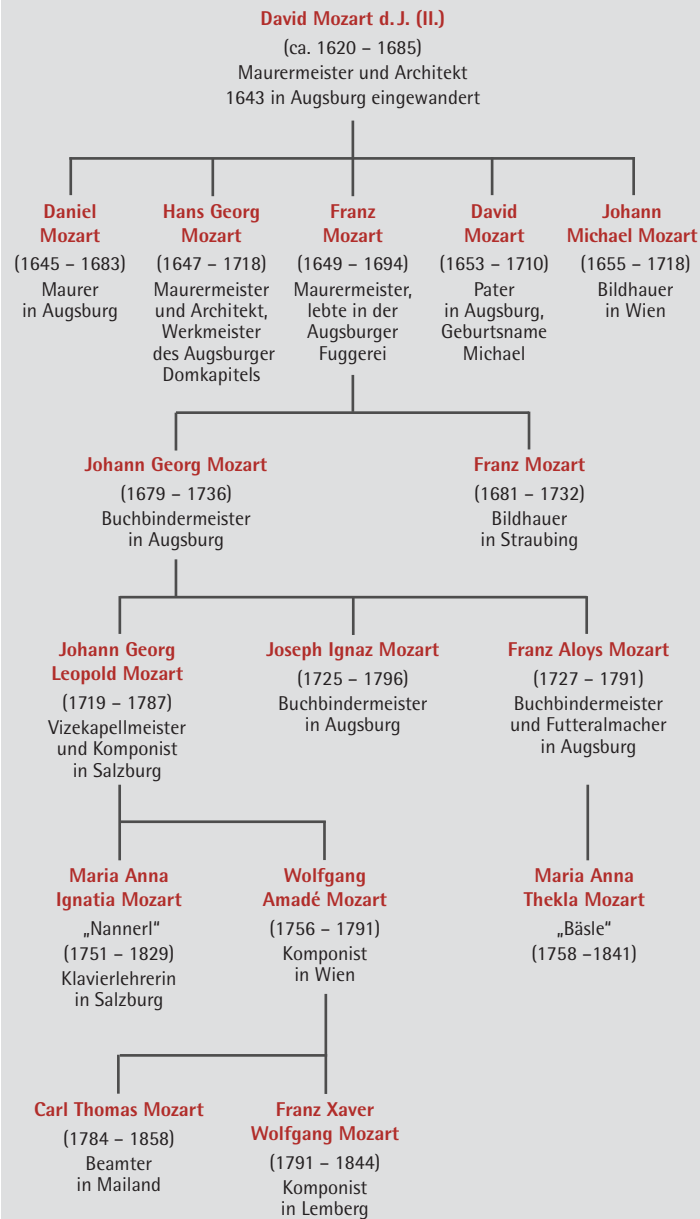 David Mozart d. J. (II.)
(ca. 1620 – 1685)
Maurermeister und Architekt
1643 in Augsburg eingewandert
Daniel
Mozart
(1645 – 1683)
Maurer
in Augsburg
Hans Georg
Mozart
(1647 – 1718)
Maurermeister
und Architekt,
Werkmeister
des Augsburger
Domkapitels
Franz
Mozart
(1649 – 1694)
Maurermeister,
lebte in der
Augsburger
Fuggerei
David
Mozart
(1653 – 1710)
Pater
in Augsburg,
Geburtsname
Michael
Johann
Michael Mozart
(1655 – 1718)
Bildhauer
in Wien
Johann Georg Mozart
(1679 – 1736)
Buchbindermeister
in Augsburg
Franz Mozart
(1681 – 1732)
Bildhauer
in Straubing
Johann Georg
Leopold Mozart
(1719 – 1787)
Vizekapellmeister
und Komponist
in Salzburg
Joseph Ignaz Mozart
(1725 – 1796)
Buchbindermeister
in Augsburg
Franz Aloys Mozart
(1727 – 1791)
Buchbindermeister
und Futteralmacher
in Augsburg
Maria Anna
Ignatia Mozart
„Nannerl“
(1751 – 1829)
Klavierlehrerin
in Salzburg
Wolfgang
Amadé Mozart
(1756 – 1791)
Komponist
in Wien
Maria Anna
Thekla Mozart
„Bäsle“
(1758 –1841)
Carl Thomas Mozart
(1784 – 1858)
Beamter
in Mailand
Franz Xaver
Wolfgang Mozart
(1791 – 1844)
Komponist
in Lemberg